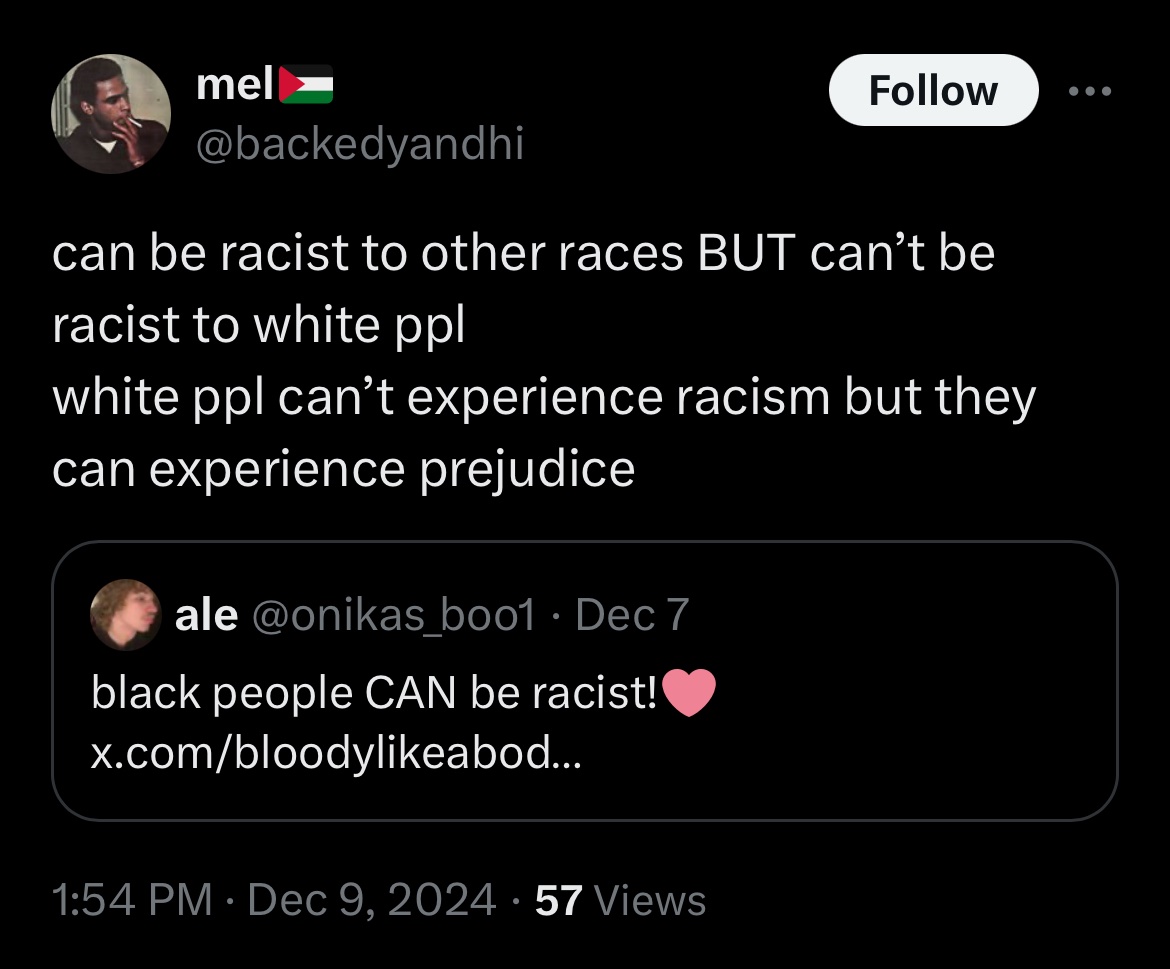 mel🇵🇸
Follow
@backedyandhi
can be racist to other races BUT can’t be
racist to white ppl
white ppl can’t experience racism but they
can experience prejudice
ale @onikas_boo1 · Dec 7
black people CAN be racist!🩷
x.com/bloodylikeabod...
1:54 PM · Dec 9, 2024 · 57 Views